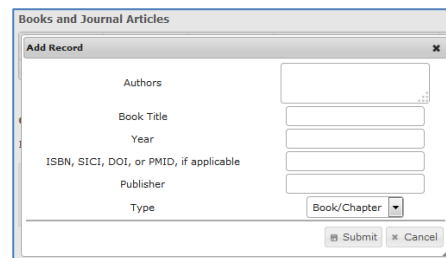 Books and Journal Articles
Add Record
Authors
Book Title
Year
ISBN, SICI, DOI, or PMID, if applicable
Publisher
Type Book/Chapter
Submit Cancel